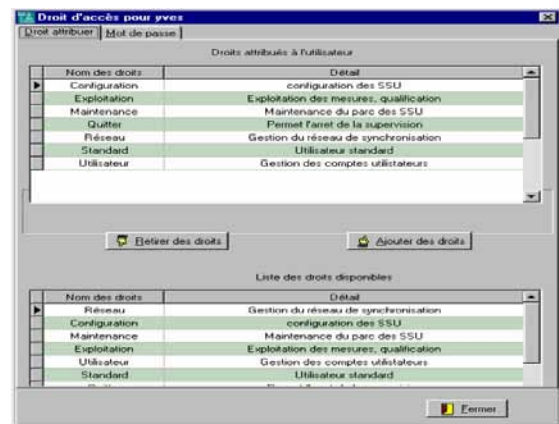 Droit d'accès pour yves
Droit attribuer Mot de passe
Droits attribués à l'utilisateur
Nom des droits Détail
Configuration configuration des SSU
Exploitation Exploitation des mesures, qualification
Maintenance Maintenance du parc des SSU
Quitter Permet l'arret de la supervision
Réseau Gestion du réseau de synchronisation
Standard Utilisateur standard
Utilisateur Gestion des comptes utilistateurs
Retirer des droits Ajouter des droits
Liste des droits disponibles
Nom des droits Détail
Réseau Gestion du réseau de synchronisation
Configuration configuration des SSU
Maintenance Maintenance du parc des SSU
Exploitation Exploitation des mesures, qualification
Utilisateur Gestion des comptes utilistateurs
Standard Utilisateur standard
Fermer